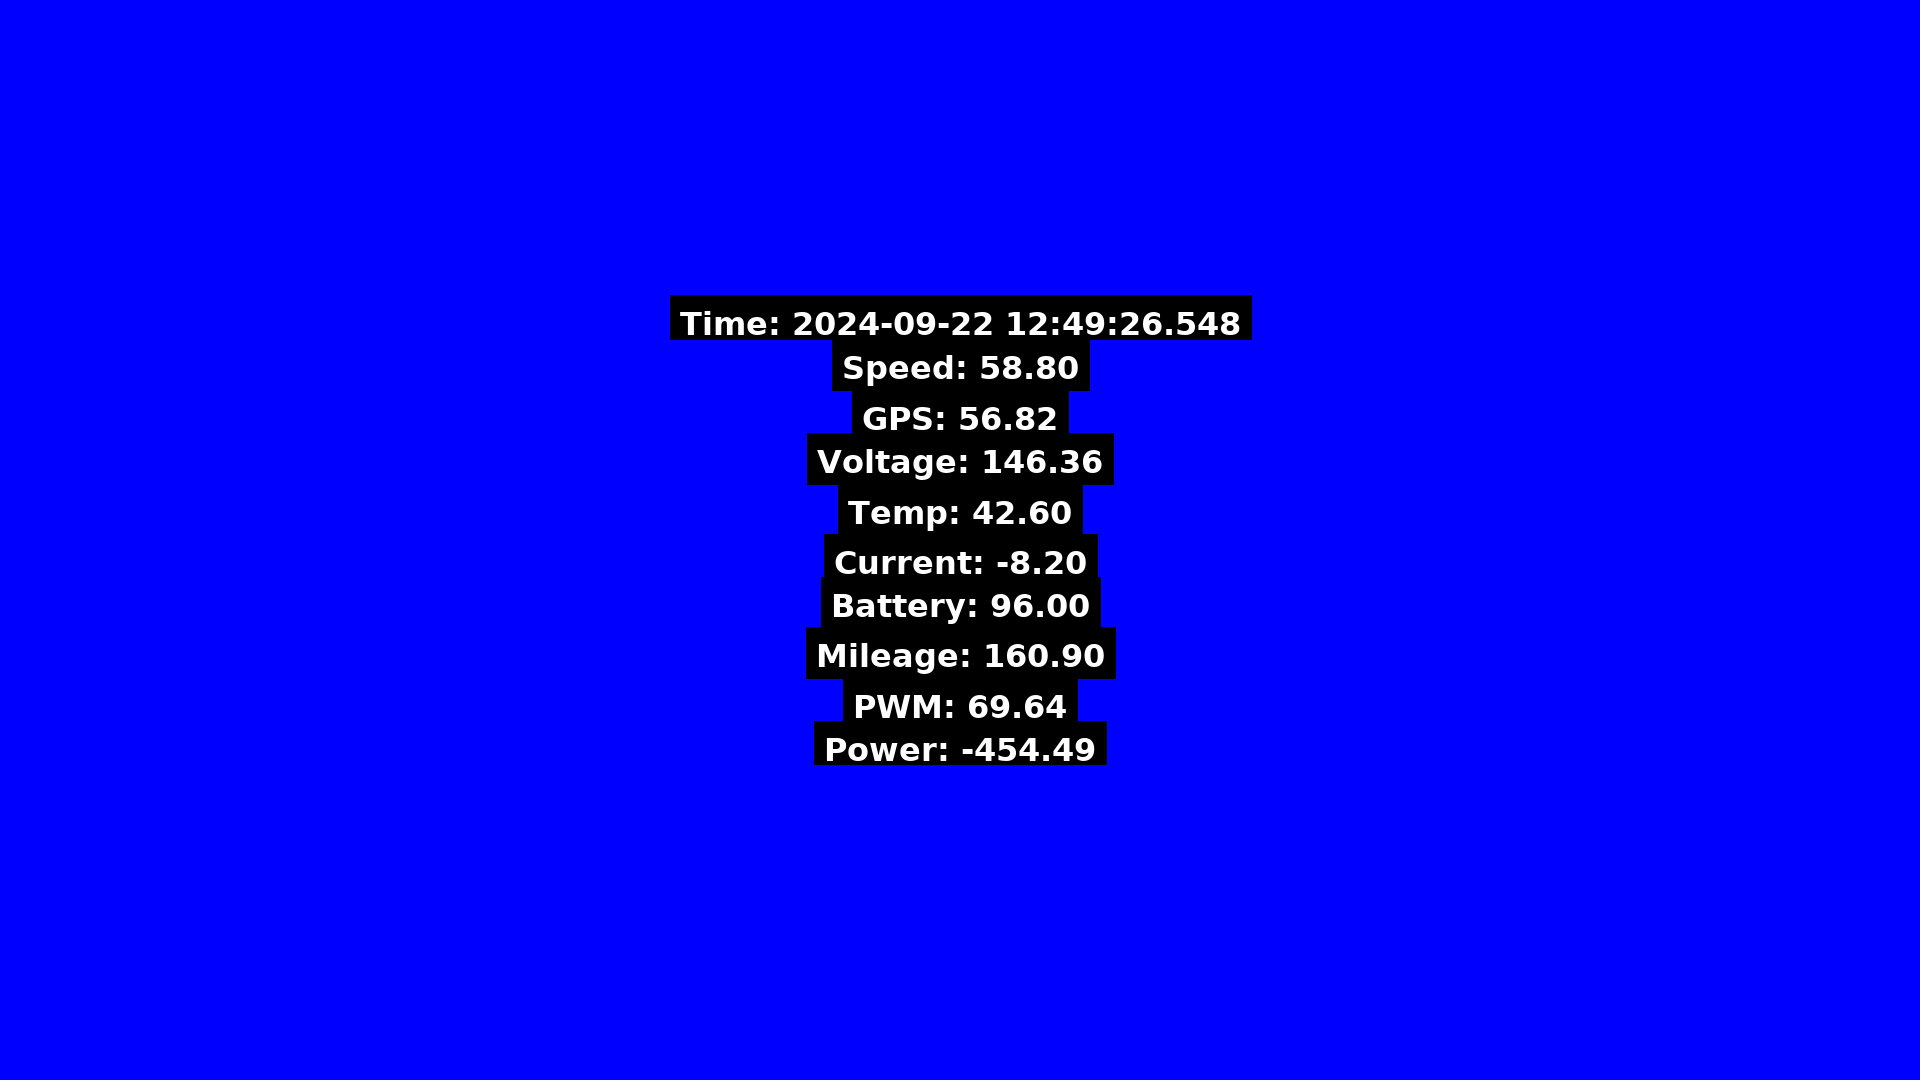 Time: 2024-09-22 12:49:26.548
Speed: 58.80
GPS: 56.82
Voltage: 146.36
Temp: 42.60
Current: -8.20
Battery: 96.00
Mileage: 160.90
PWM: 69.64
Power: -454.49